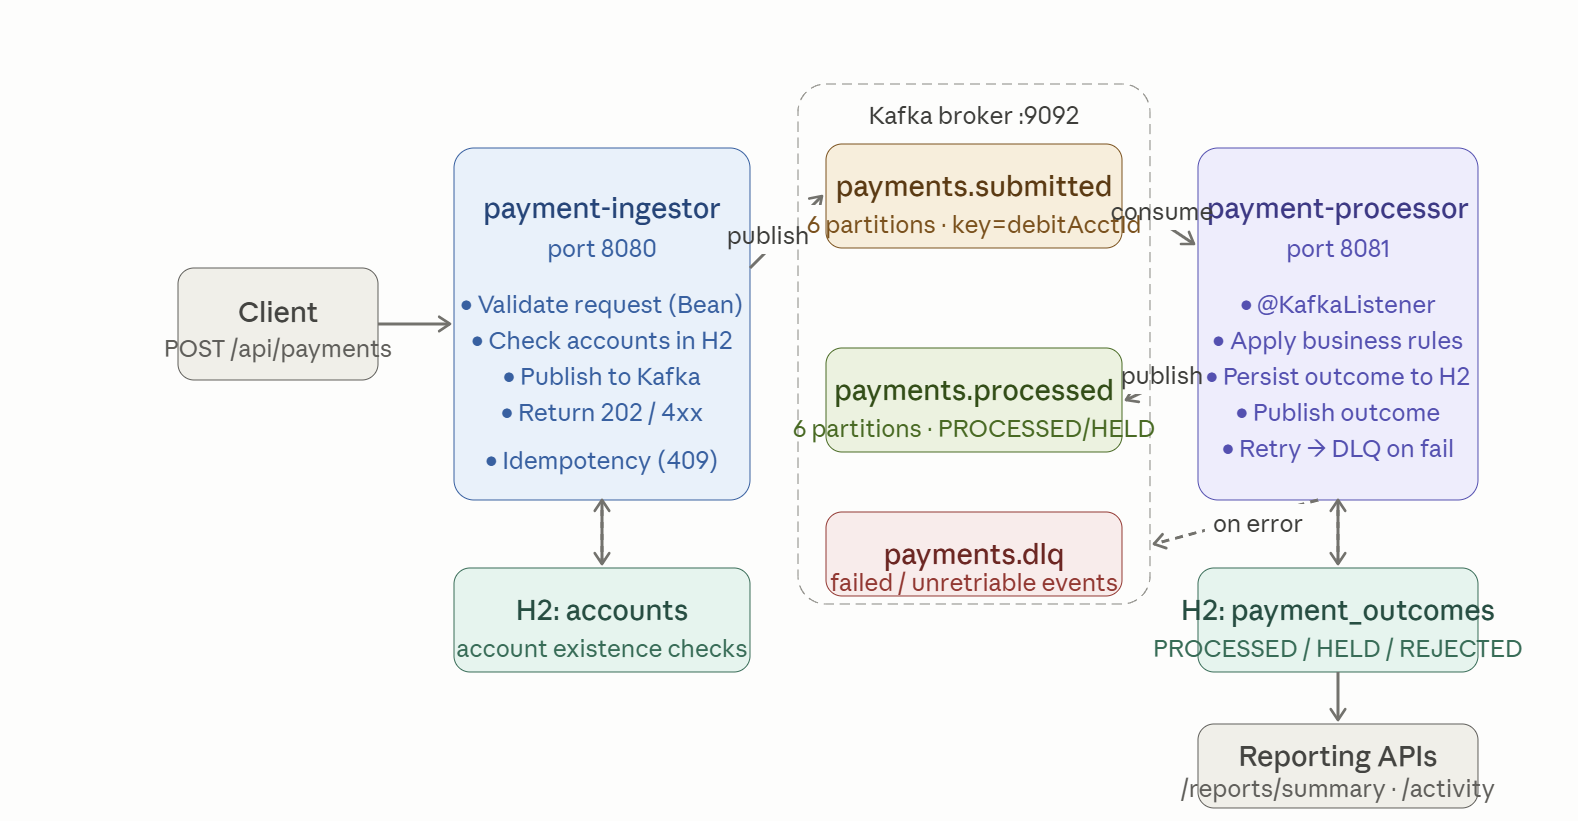 Client
POST /api/payments
payment-ingestor
port 8080
• Validate request (Bean)
• Check accounts in H2
• Publish to Kafka
• Return 202 / 4xx
• Idempotency (409)
H2: accounts
account existence checks
publish
Kafka broker :9092
payments.submitted
6 partitions · key=debitAcctId
payments.processed
6 partitions · PROCESSED/HELD
payments.dlq
failed / unretriable events
consume
publish
on error
payment-processor
port 8081
• @KafkaListener
• Apply business rules
• Persist outcome to H2
• Publish outcome
• Retry → DLQ on fail
H2: payment_outcomes
PROCESSED / HELD / REJECTED
Reporting APIs
/reports/summary · /activity